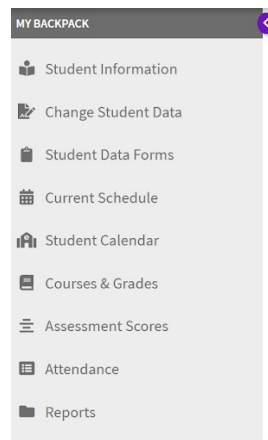 MY BACKPACK
Student Information
Change Student Data
Student Data Forms
Current Schedule
Student Calendar
Courses & Grades
Assessment Scores
Attendance
Reports